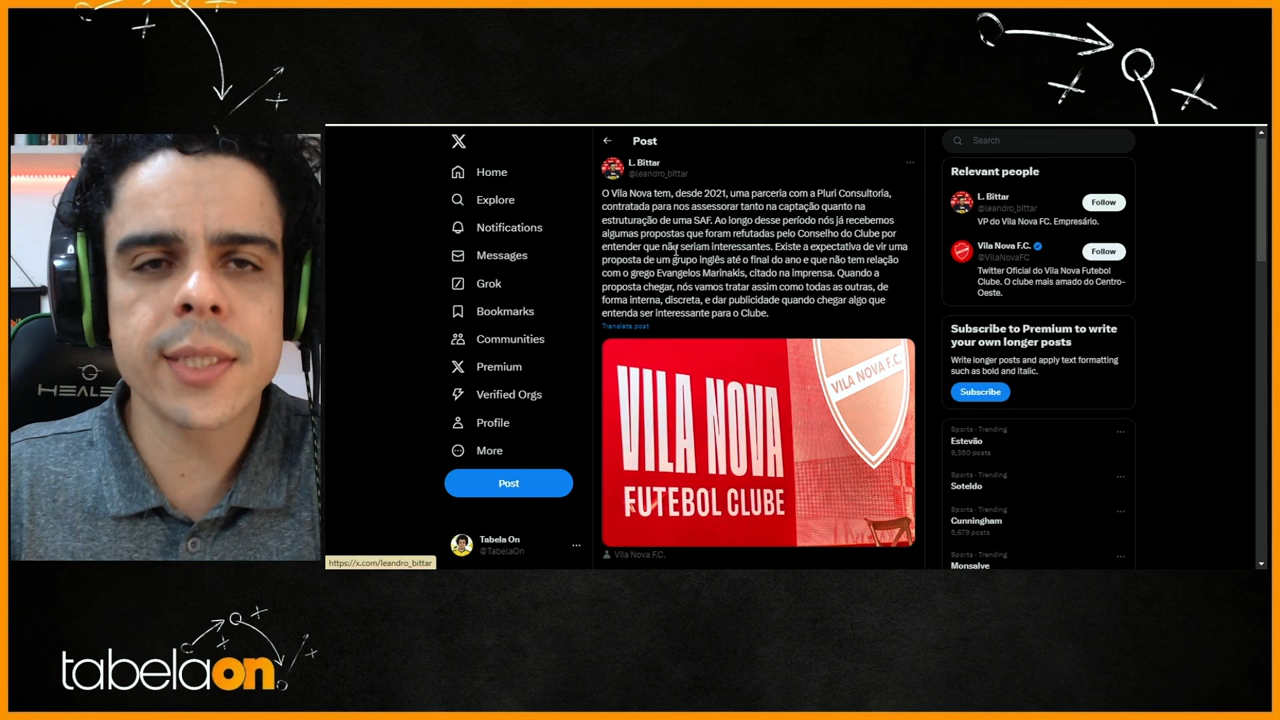 Home
Explore
Notifications
Messages
Grok
Bookmarks
Communities
Premium
Verified Orgs
Profile
More
Post
Tabela On
@TabelaOn
https://x.com/leandro_bittar
Post
L. Bittar
@leandro_bittar
O Vila Nova tem, desde 2021, uma parceria com a Pluri Consultoria,
contratada para nos assessorar tanto na captação quanto na
estruturação de uma SAF. Ao longo desse período nós já recebemos
algumas propostas que foram refutadas pelo Conselho do Clube por
entender que não seriam interessantes. Existe a expectativa de vir uma
proposta de um grupo inglês até o final do ano e que não tem relação
com o grego Evangelos Marinakis, citado na imprensa. Quando a
proposta chegar, nós vamos tratar assim como todas as outras, de
forma interna, discreta, e dar publicidade quando chegar algo que
entenda ser interessante para o Clube.
Translate post
VILA NOVA
FUTEBOL CLUBE
VILA NOVA F.C.
Vila Nova F.C.
Search
Relevant people
L. Bittar
@leandro_bittar
Follow
VP do Vila Nova FC. Empresário.
Vila Nova F.C.
@VilaNovaFC
Follow
Twitter Oficial do Vila Nova Futebol
Clube. O clube mais amado do Centro-
Oeste.
Subscribe to Premium to write
your own longer posts
Write longer posts and apply text formatting
such as bold and italic.
Subscribe
Sports · Trending
Estevão
9,350 posts
Sports · Trending
Soteldo
Sports · Trending
Cunningham
5,679 posts
Sports · Trending
Monsalve
HEALE
tabelaon